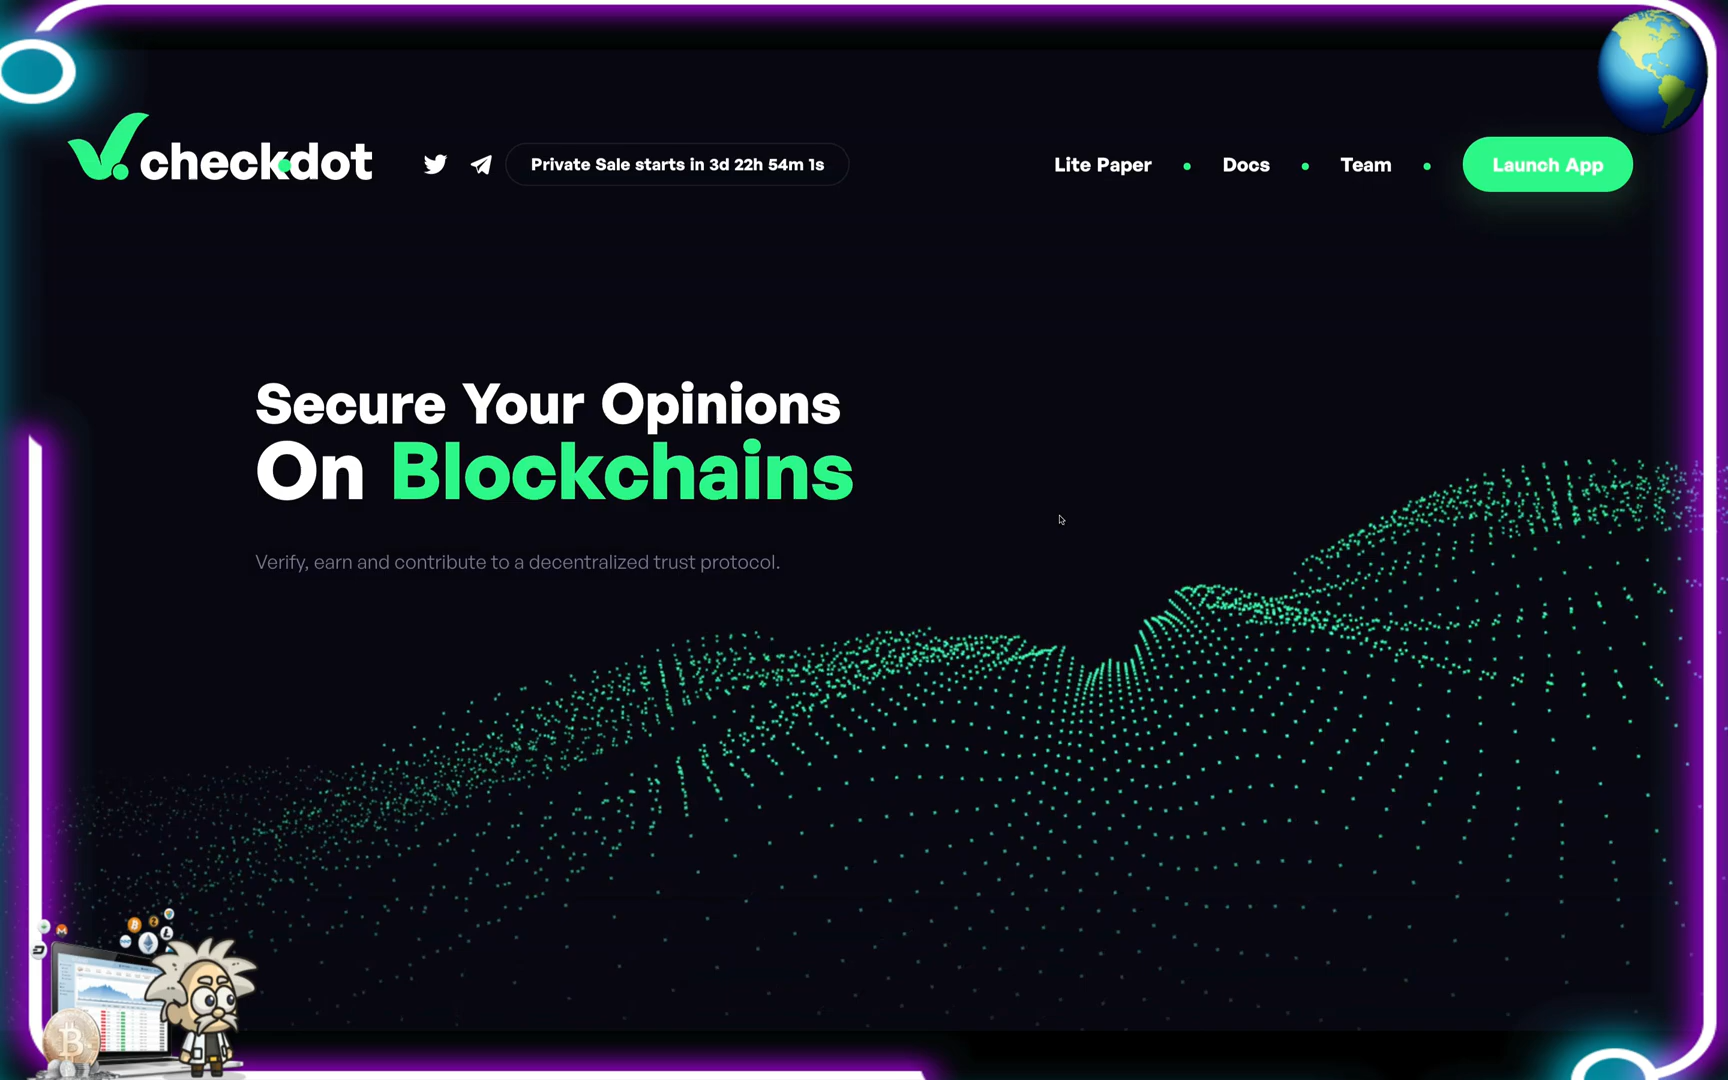 checkdot
Private Sale starts in 3d 22h 54m 1s
Lite Paper
Docs
Team
Launch App
Secure Your Opinions
On Blockchains
Verify, earn and contribute to a decentralized trust protocol.